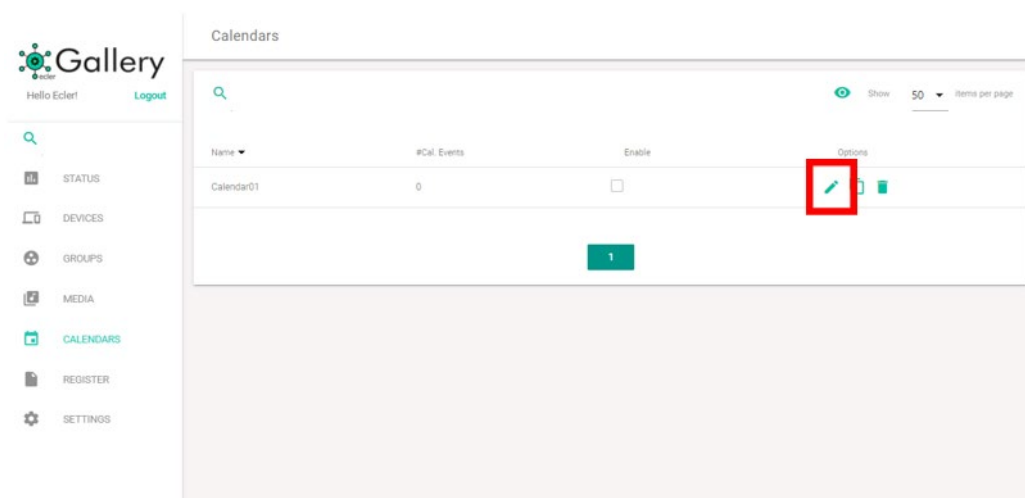 Calendars
Gallery
ecler
Hello Ecler! Logout
STATUS
DEVICES
GROUPS
MEDIA
CALENDARS
REGISTER
SETTINGS
Show 50 items per page
Name #Cal. Events Enable Options
Calendar01 0
1